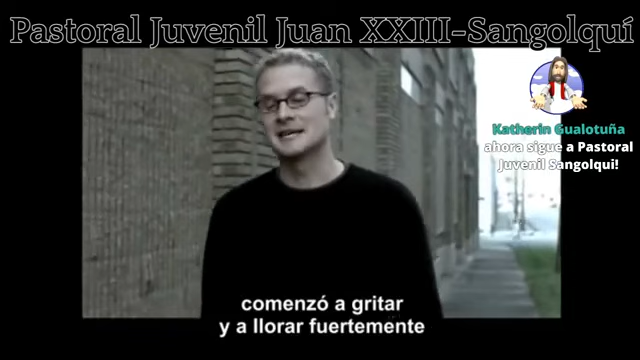 Pastoral Juvenil Juan XXIII-Sangolquí
Katherin Gualotuña
ahora sigue a Pastoral
Juvenil Sangolqui!
comenzó a gritar
y a llorar fuertemente